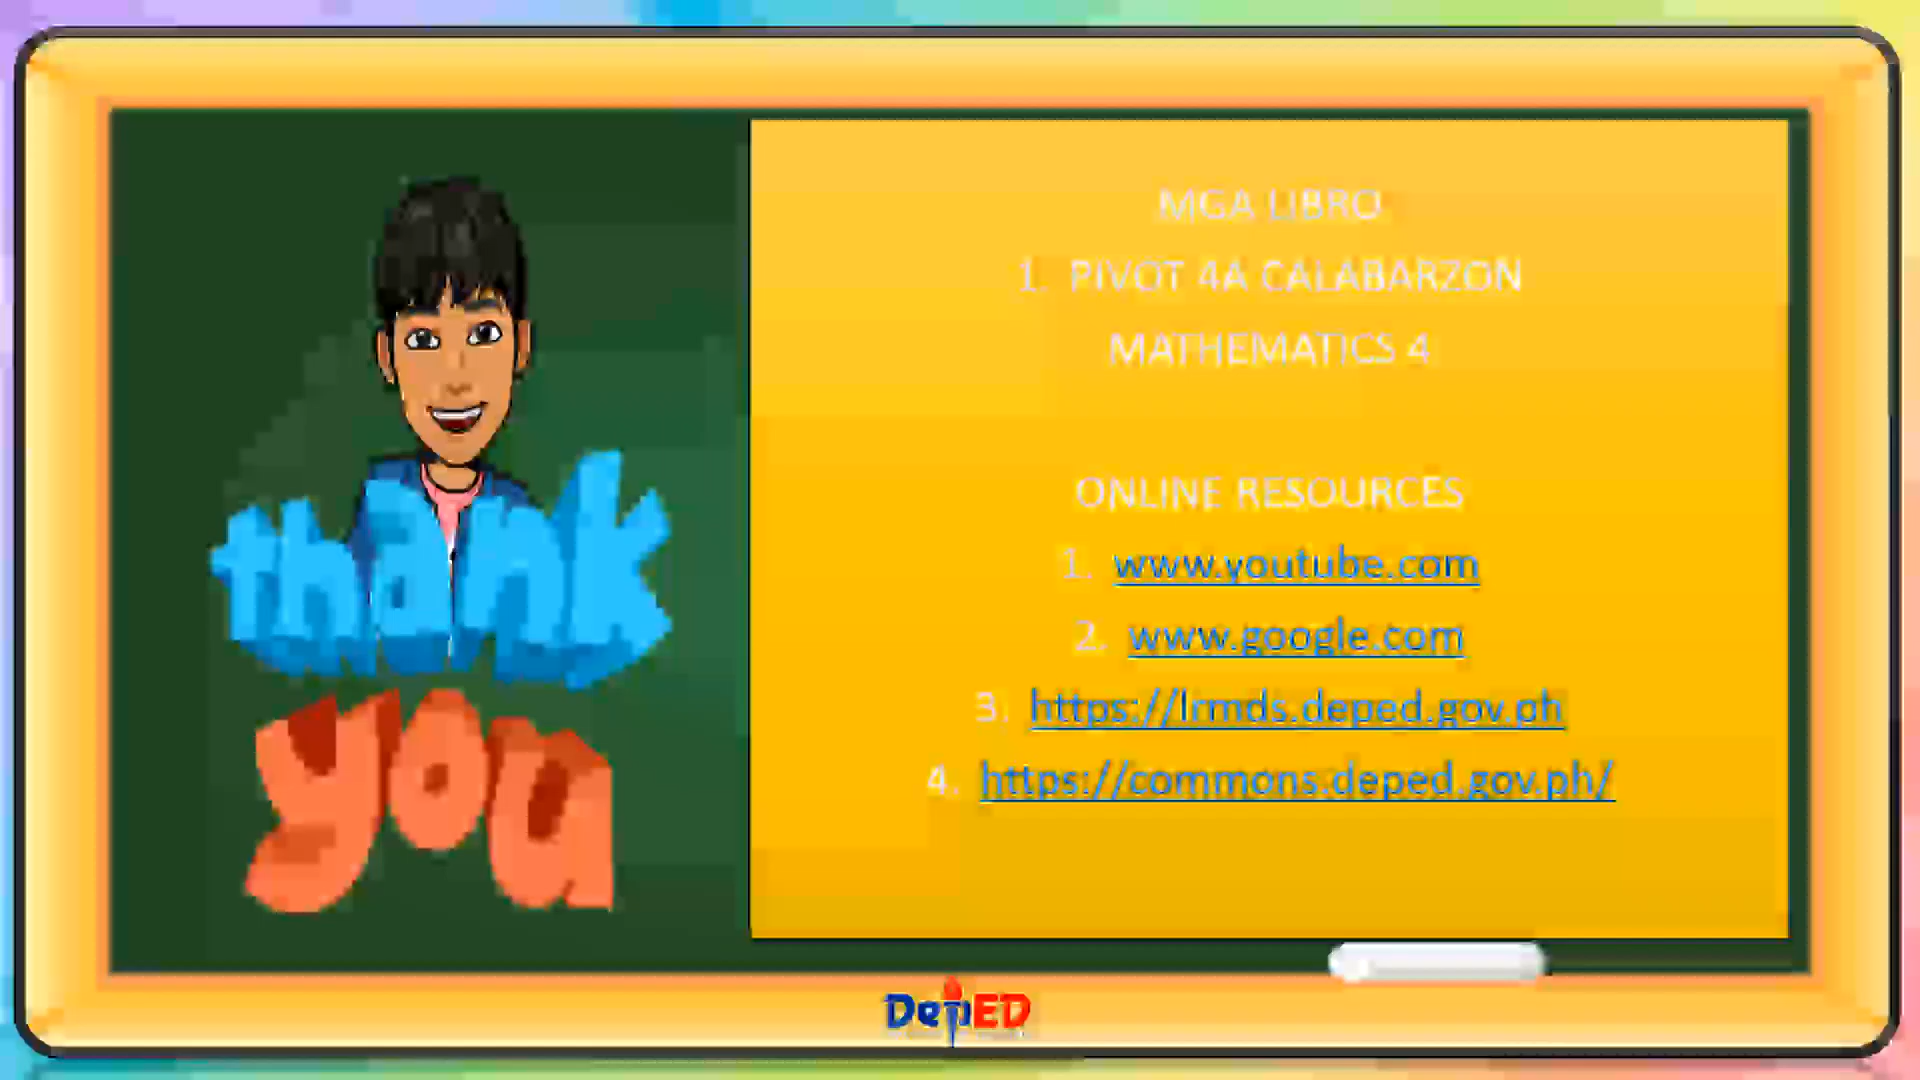 thank
you
MGA LIBRO
1. PIVOT 4A CALABARZON
MATHEMATICS 4
ONLINE RESOURCES
1. www.youtube.com
2. www.google.com
3. https://lrmds.deped.gov.ph
4. https://commons.deped.gov.ph/
DepED